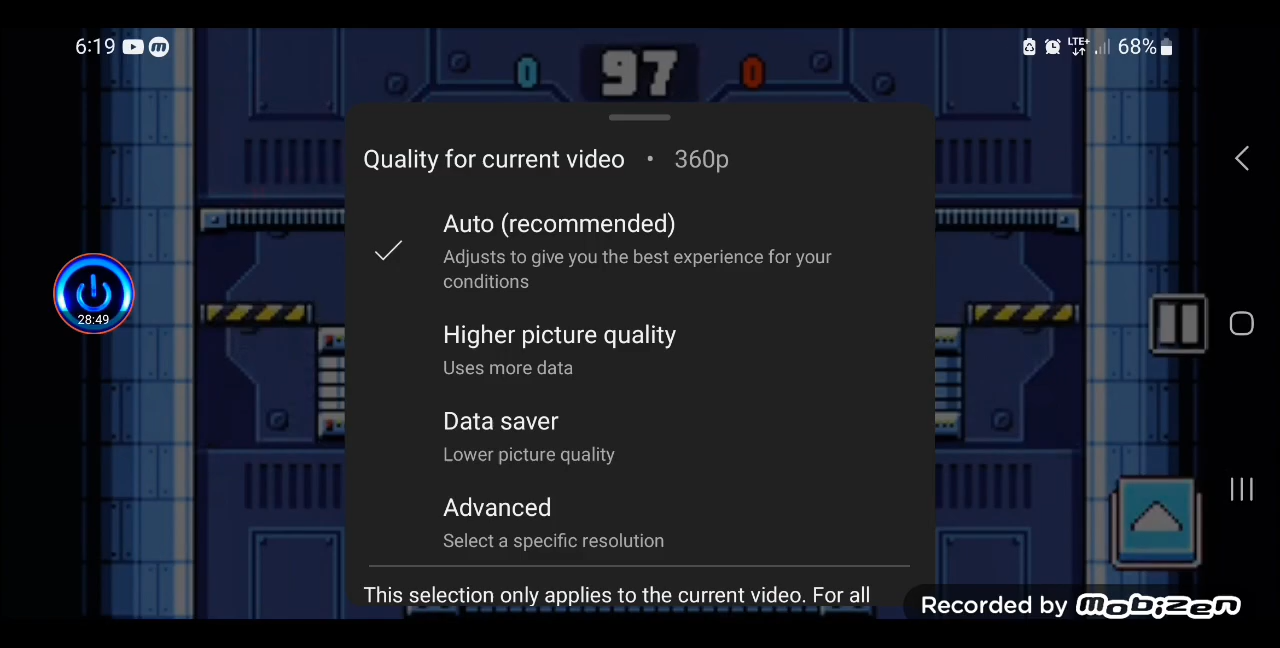 6:19
68%
LTE+
0 97 0
Quality for current video • 360p
Auto (recommended)
Adjusts to give you the best experience for your
conditions
28:49
Higher picture quality
Uses more data
Data saver
Lower picture quality
Advanced
Select a specific resolution
This selection only applies to the current video. For all
Recorded by mobizen